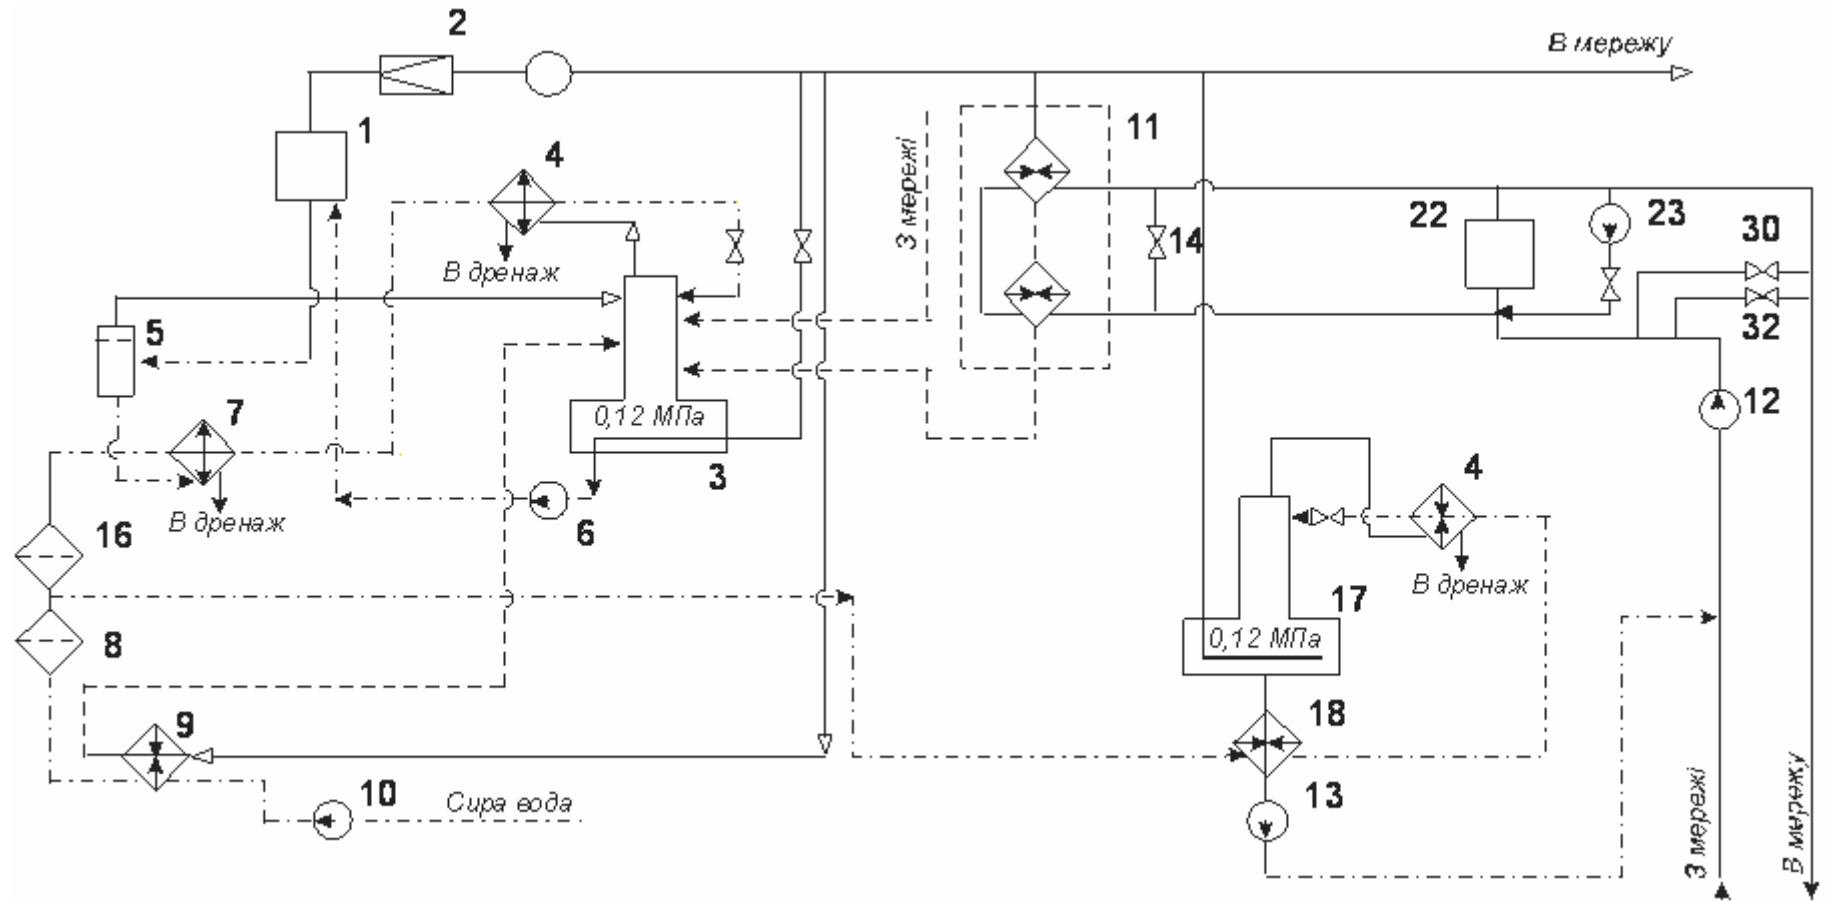 2
В мережу
1
4
11
З мережі
22
23
30
14
В дренаж
5
32
7
0,12 МПа
12
3
4
В дренаж
6
16
В дренаж
17
8
0,12 МПа
9
18
10
Сира вода
13
З мережі
В мережу